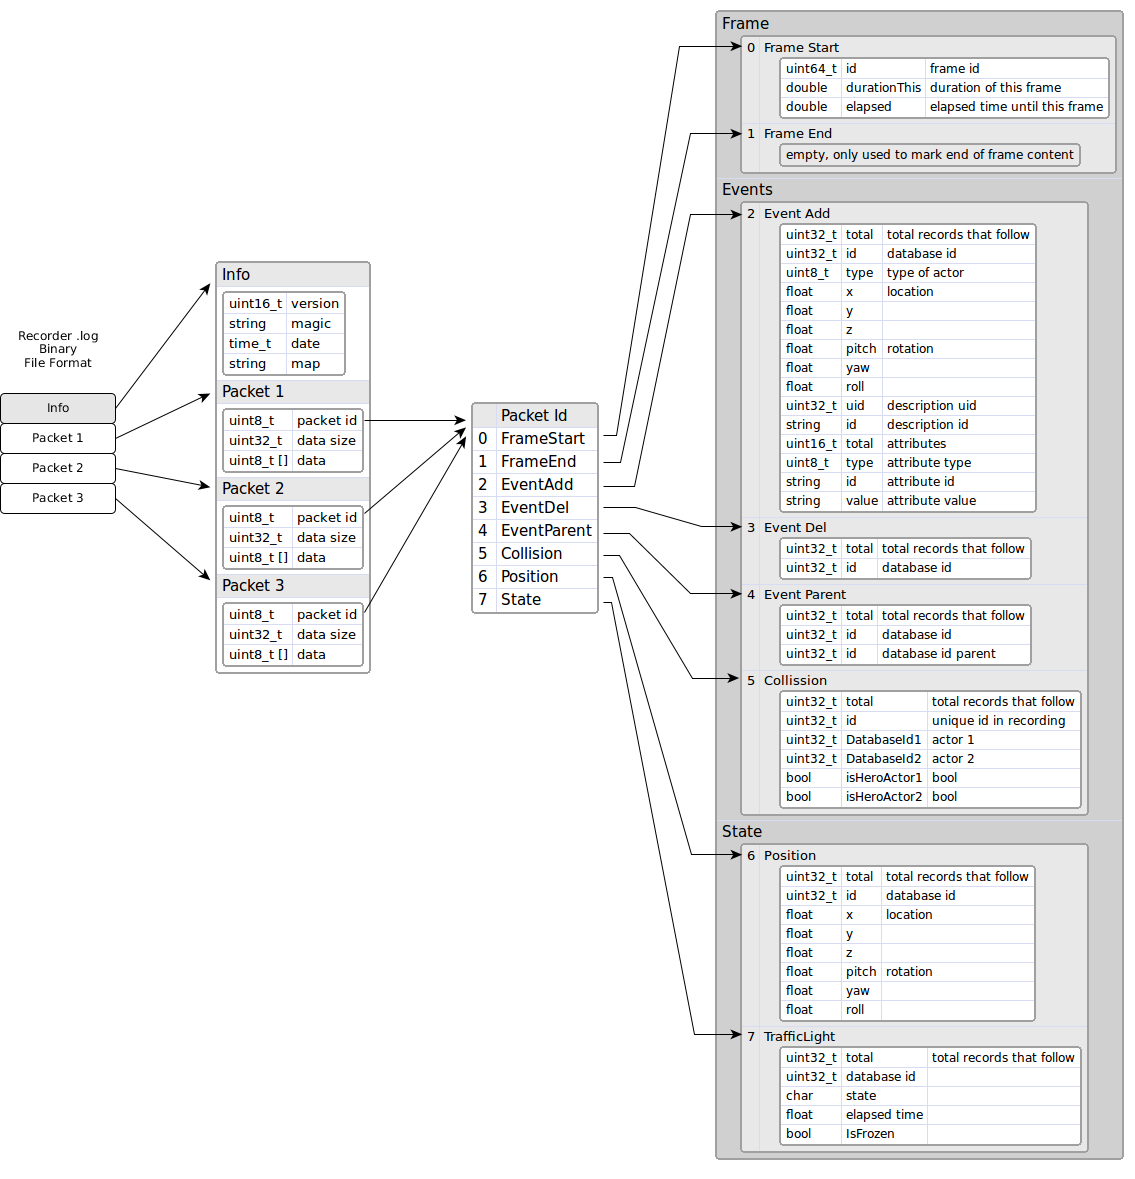 Recorder .log
Binary
File Format
Info
Packet 1
Packet 2
Packet 3
Info
uint16_t version
string magic
time_t date
string map
Packet 1
uint8_t packet id
uint32_t data size
uint8_t [] data
Packet 2
uint8_t packet id
uint32_t data size
uint8_t [] data
Packet 3
uint8_t packet id
uint32_t data size
uint8_t [] data
Packet Id
0 FrameStart
1 FrameEnd
2 EventAdd
3 EventDel
4 EventParent
5 Collision
6 Position
7 State
Frame
0 Frame Start
uint64_t id frame id
double durationThis duration of this frame
double elapsed elapsed time until this frame
1 Frame End
empty, only used to mark end of frame content
Events
2 Event Add
uint32_t total total records that follow
uint32_t id database id
uint8_t type type of actor
float x location
float y
float z
float pitch rotation
float yaw
float roll
uint32_t uid description uid
string id description id
uint16_t total attributes
uint8_t type attribute type
string id attribute id
string value attribute value
3 Event Del
uint32_t total total records that follow
uint32_t id database id
4 Event Parent
uint32_t total total records that follow
uint32_t id database id
uint32_t id database id parent
5 Collission
uint32_t total total records that follow
uint32_t id unique id in recording
uint32_t DatabaseId1 actor 1
uint32_t DatabaseId2 actor 2
bool isHeroActor1 bool
bool isHeroActor2 bool
State
6 Position
uint32_t total total records that follow
uint32_t id database id
float x location
float y
float z
float pitch rotation
float yaw
float roll
7 TrafficLight
uint32_t total total records that follow
uint32_t database id
char state
float elapsed time
bool IsFrozen